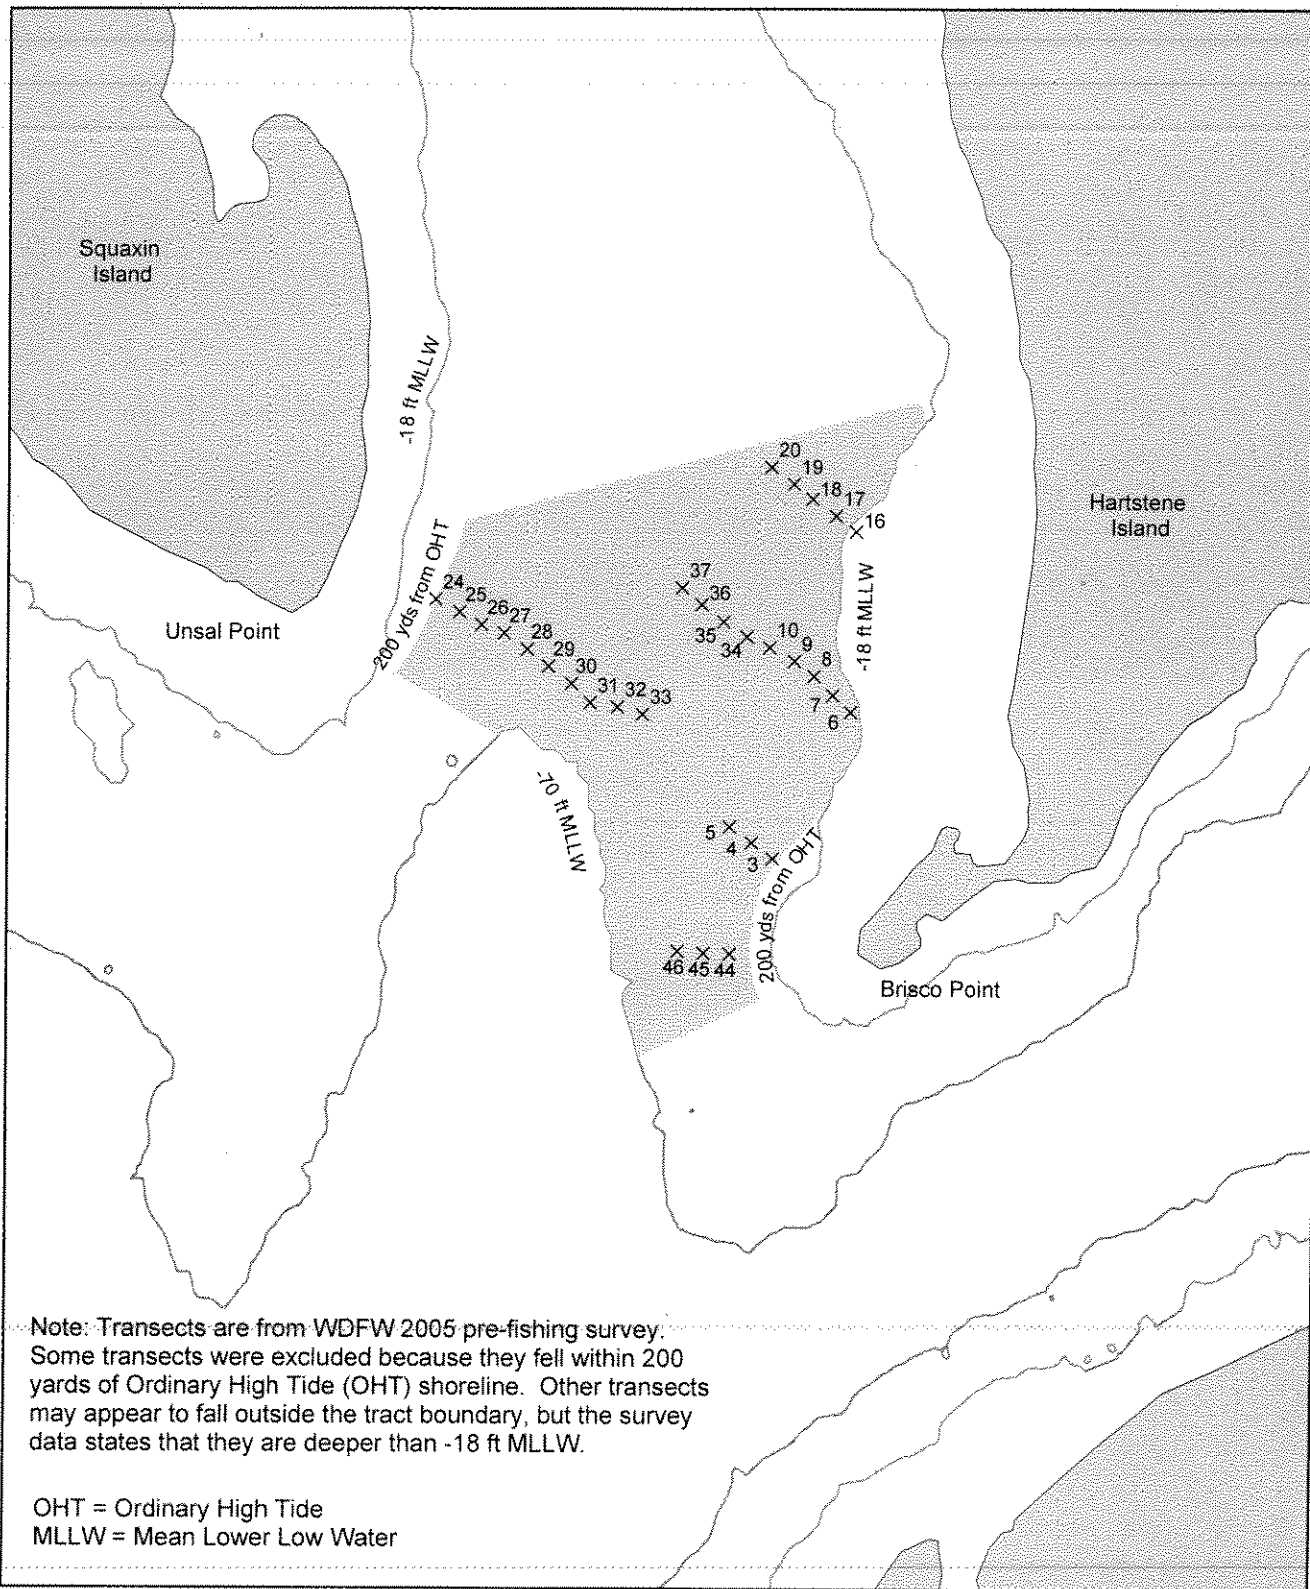 Squaxin
Island
-18 ft MLLW
20
19
18
17
16
Hartstene
Island
200 yds from OHT
24
25
26
27
28
29
30
31
32
33
37
36
35
34
10
9
8
7
6
-18 ft MLLW
Unsal Point
-70 ft MLLW
5
4
3
200 yds from OHT
46
45
44
Brisco Point
Note: Transects are from WDFW 2005 pre-fishing survey.
Some transects were excluded because they fell within 200
yards of Ordinary High Tide (OHT) shoreline. Other transects
may appear to fall outside the tract boundary, but the survey
data states that they are deeper than -18 ft MLLW.
OHT = Ordinary High Tide
MLLW = Mean Lower Low Water